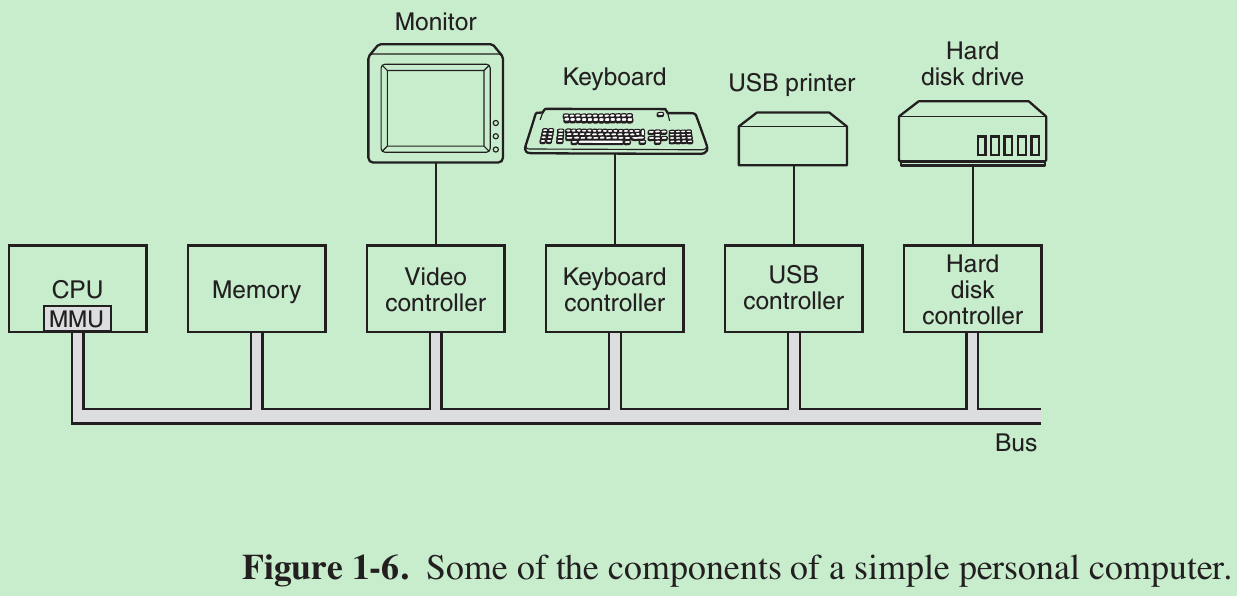 Monitor
Keyboard
USB printer
Hard
disk drive
CPU
MMU
Memory
Video
controller
Keyboard
controller
USB
controller
Hard
disk
controller
Bus
Figure 1-6. Some of the components of a simple personal computer.